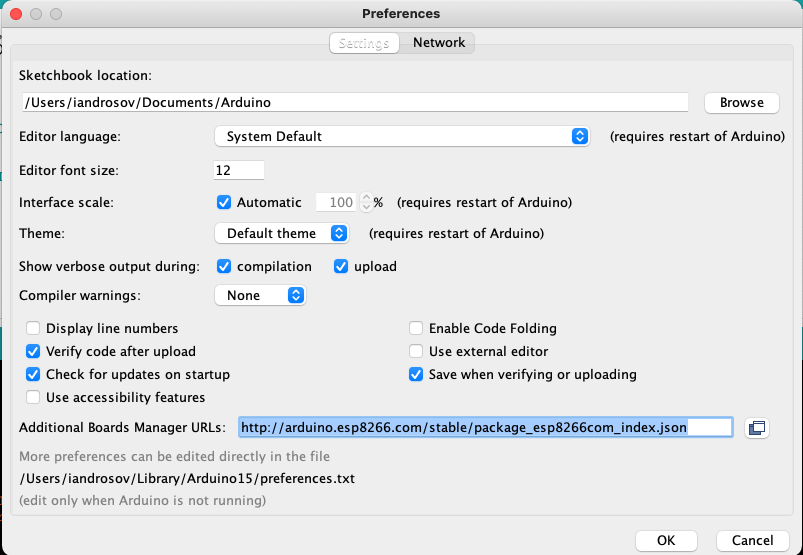 Preferences
Settings Network
Sketchbook location:
/Users/iandrosov/Documents/Arduino Browse
Editor language: System Default (requires restart of Arduino)
Editor font size: 12
Interface scale: Automatic 100 % (requires restart of Arduino)
Theme: Default theme (requires restart of Arduino)
Show verbose output during: compilation upload
Compiler warnings: None
Display line numbers Enable Code Folding
Verify code after upload Use external editor
Check for updates on startup Save when verifying or uploading
Use accessibility features
Additional Boards Manager URLs: http://arduino.esp8266.com/stable/package_esp8266com_index.json
More preferences can be edited directly in the file
/Users/iandrosov/Library/Arduino15/preferences.txt
(edit only when Arduino is not running)
OK Cancel